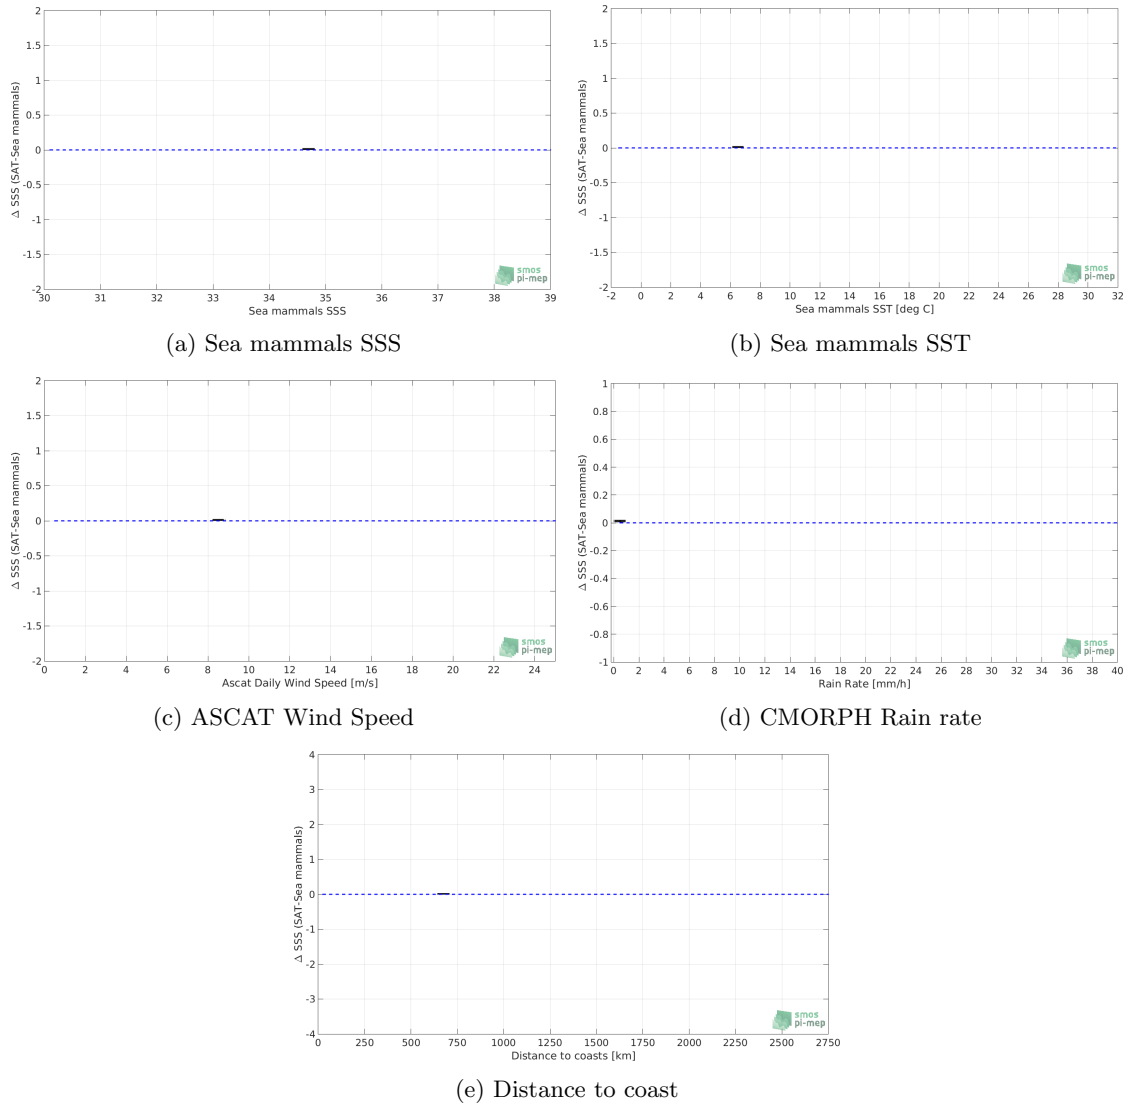 2
1.5
1
0.5
0
-0.5
-1
-1.5
-2
Δ SSS (SAT-Sea mammals)
30 31 32 33 34 35 36 37 38 39
Sea mammals SSS
smos
pi-mep
(a) Sea mammals SSS
2
1.5
1
0.5
0
-0.5
-1
-1.5
-2
Δ SSS (SAT-Sea mammals)
-2 0 2 4 6 8 10 12 14 16 18 20 22 24 26 28 30 32
Sea mammals SST [deg C]
smos
pi-mep
(b) Sea mammals SST
2
1.5
1
0.5
0
-0.5
-1
-1.5
-2
Δ SSS (SAT-Sea mammals)
0 2 4 6 8 10 12 14 16 18 20 22 24
Ascat Daily Wind Speed [m/s]
smos
pi-mep
(c) ASCAT Wind Speed
1
0.8
0.6
0.4
0.2
0
-0.2
-0.4
-0.6
-0.8
-1
Δ SSS (SAT-Sea mammals)
0 2 4 6 8 10 12 14 16 18 20 22 24 26 28 30 32 34 36 38 40
Rain Rate [mm/h]
smos
pi-mep
(d) CMORPH Rain rate
4
3
2
1
0
-1
-2
-3
-4
Δ SSS (SAT-Sea mammals)
0 250 500 750 1000 1250 1500 1750 2000 2250 2500 2750
Distance to coasts [km]
smos
pi-mep
(e) Distance to coast